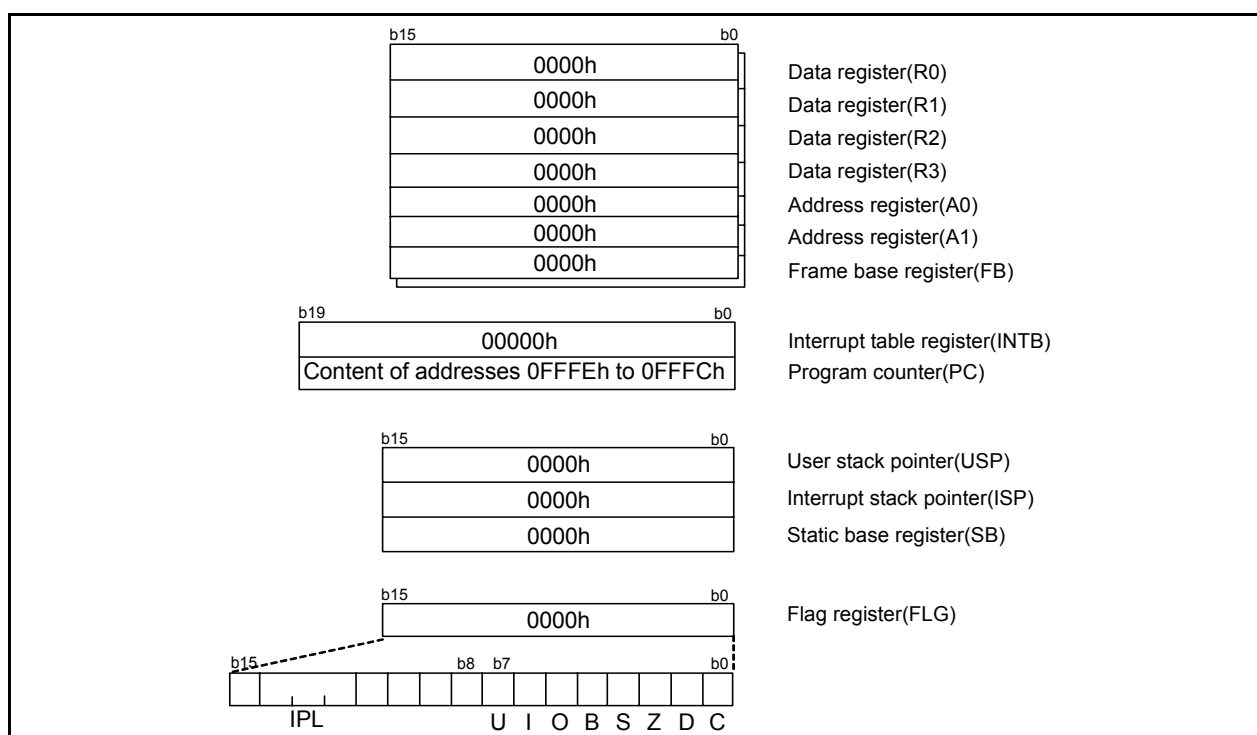 b15 b0
0000h Data register(R0)
0000h Data register(R1)
0000h Data register(R2)
0000h Data register(R3)
0000h Address register(A0)
0000h Address register(A1)
0000h Frame base register(FB)
b19 b0
00000h Interrupt table register(INTB)
Content of addresses 0FFFEh to 0FFFCh Program counter(PC)
b15 b0
0000h User stack pointer(USP)
0000h Interrupt stack pointer(ISP)
0000h Static base register(SB)
b15 b0
0000h Flag register(FLG)
b15 b8 b7 b0
IPL U I O B S Z D C